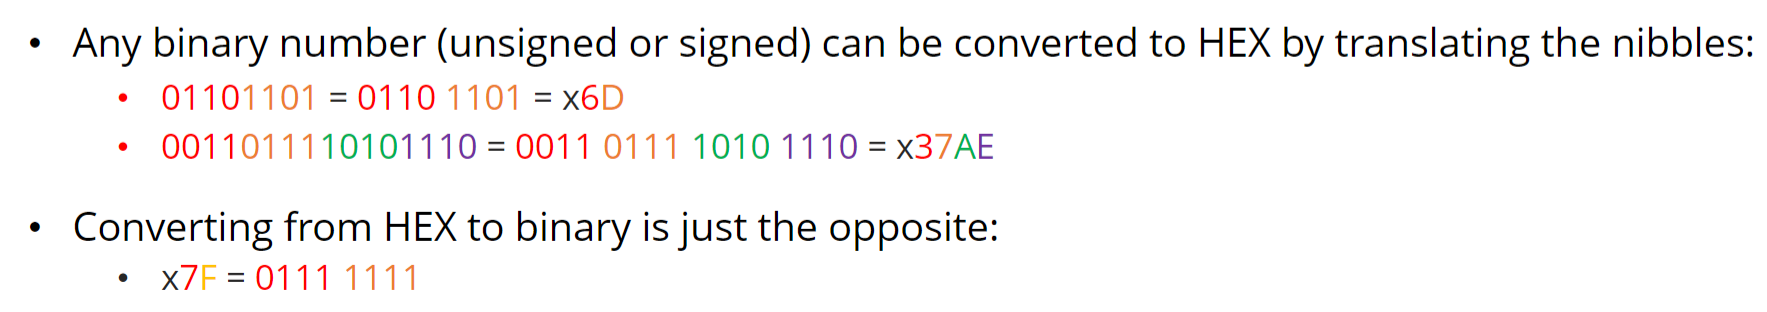 • Any binary number (unsigned or signed) can be converted to HEX by translating the nibbles:
• 01101101 = 0110 1101 = x6D
• 0011011110101110 = 0011 0111 1010 1110 = x37AE
• Converting from HEX to binary is just the opposite:
• x7F = 0111 1111